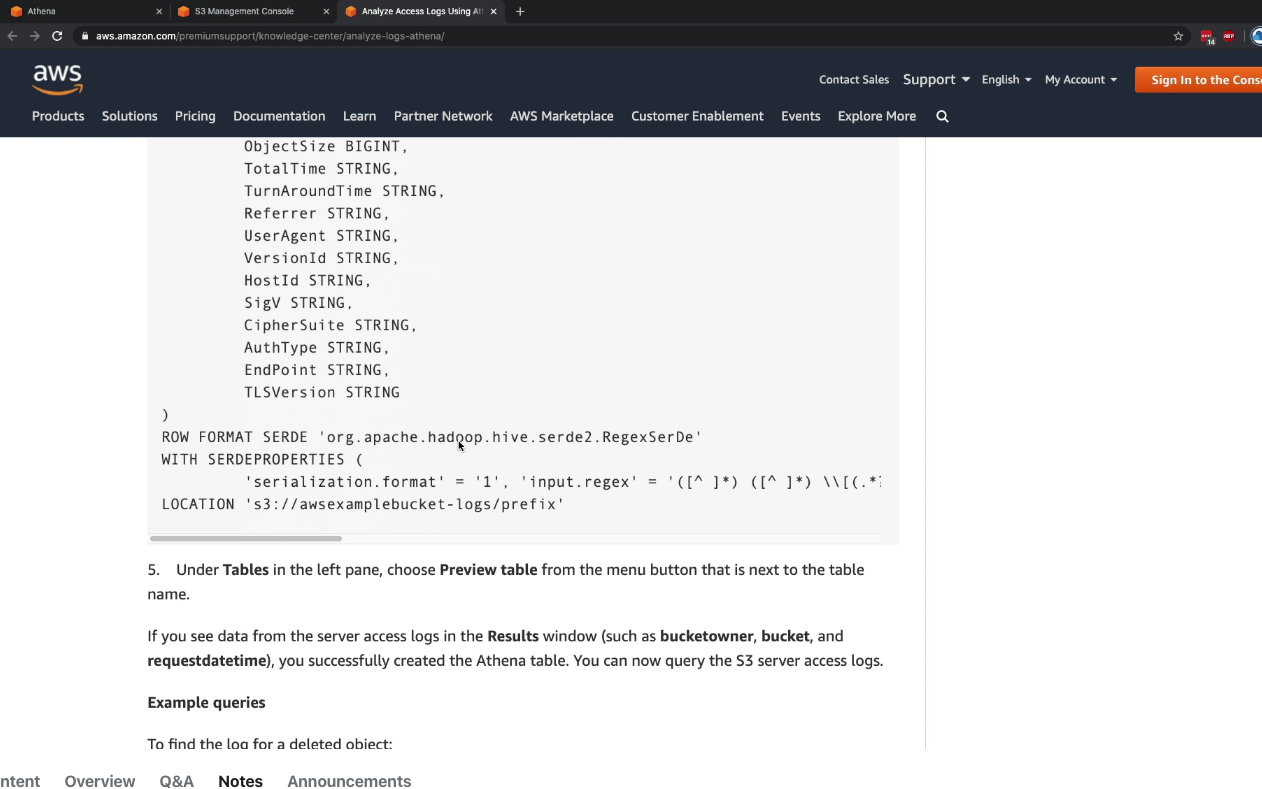 Athena
S3 Management Console
Analyze Access Logs Using At
aws.amazon.com/premiumsupport/knowledge-center/analyze-logs-athena/
14
ABP
aws
Contact Sales Support English My Account Sign In to the Conso
Products Solutions Pricing Documentation Learn Partner Network AWS Marketplace Customer Enablement Events Explore More
ObjectSize BIGINT,
TotalTime STRING,
TurnAroundTime STRING,
Referrer STRING,
UserAgent STRING,
VersionId STRING,
HostId STRING,
SigV STRING,
CipherSuite STRING,
AuthType STRING,
EndPoint STRING,
TLSVersion STRING
)
ROW FORMAT SERDE 'org.apache.hadoop.hive.serde2.RegexSerDe'
WITH SERDEPROPERTIES (
'serialization.format' = '1', 'input.regex' = '([^ ]*) ([^ ]*) \\[(.*?
LOCATION 's3://awsexamplebucket-logs/prefix'
5. Under Tables in the left pane, choose Preview table from the menu button that is next to the table
name.
If you see data from the server access logs in the Results window (such as bucketowner, bucket, and
requestdatetime), you successfully created the Athena table. You can now query the S3 server access logs.
Example queries
To find the log for a deleted object:
ntent Overview Q&A Notes Announcements